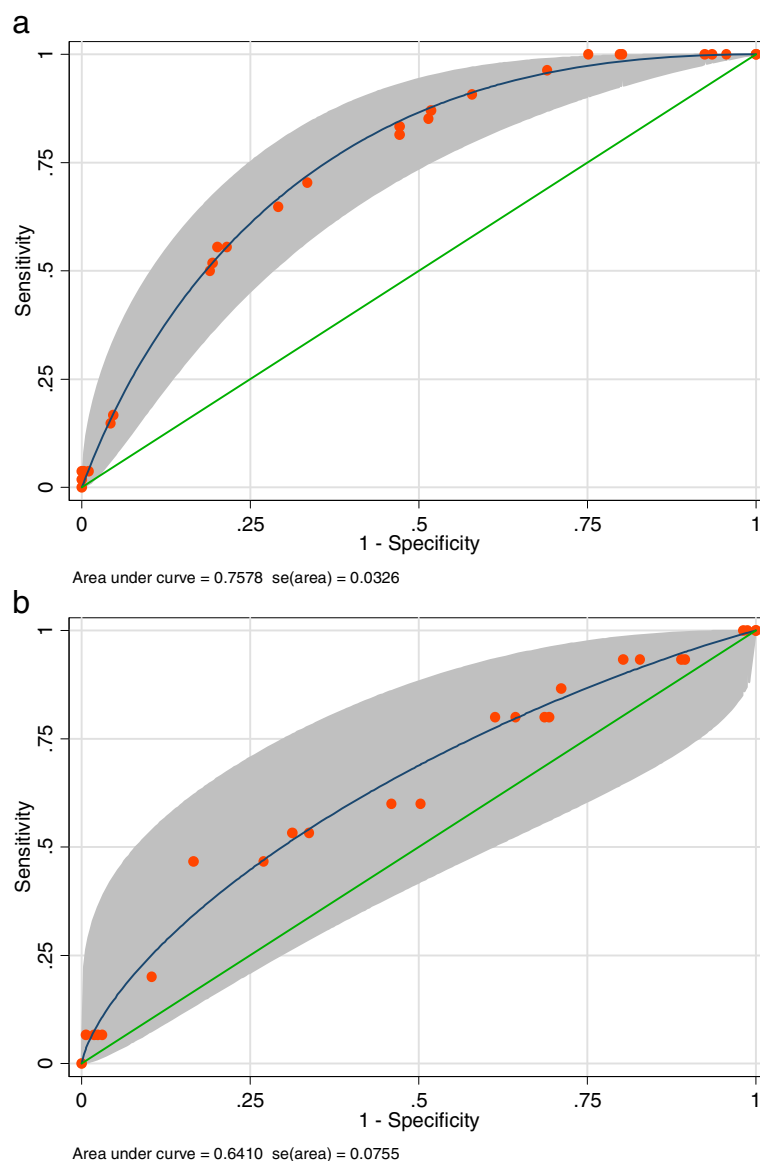 a
1
.75
.5
.25
0
Sensitivity
0 .25 .5 .75 1
1 - Specificity
Area under curve = 0.7578 se(area) = 0.0326
b
1
.75
.5
.25
0
Sensitivity
0 .25 .5 .75 1
1 - Specificity
Area under curve = 0.6410 se(area) = 0.0755